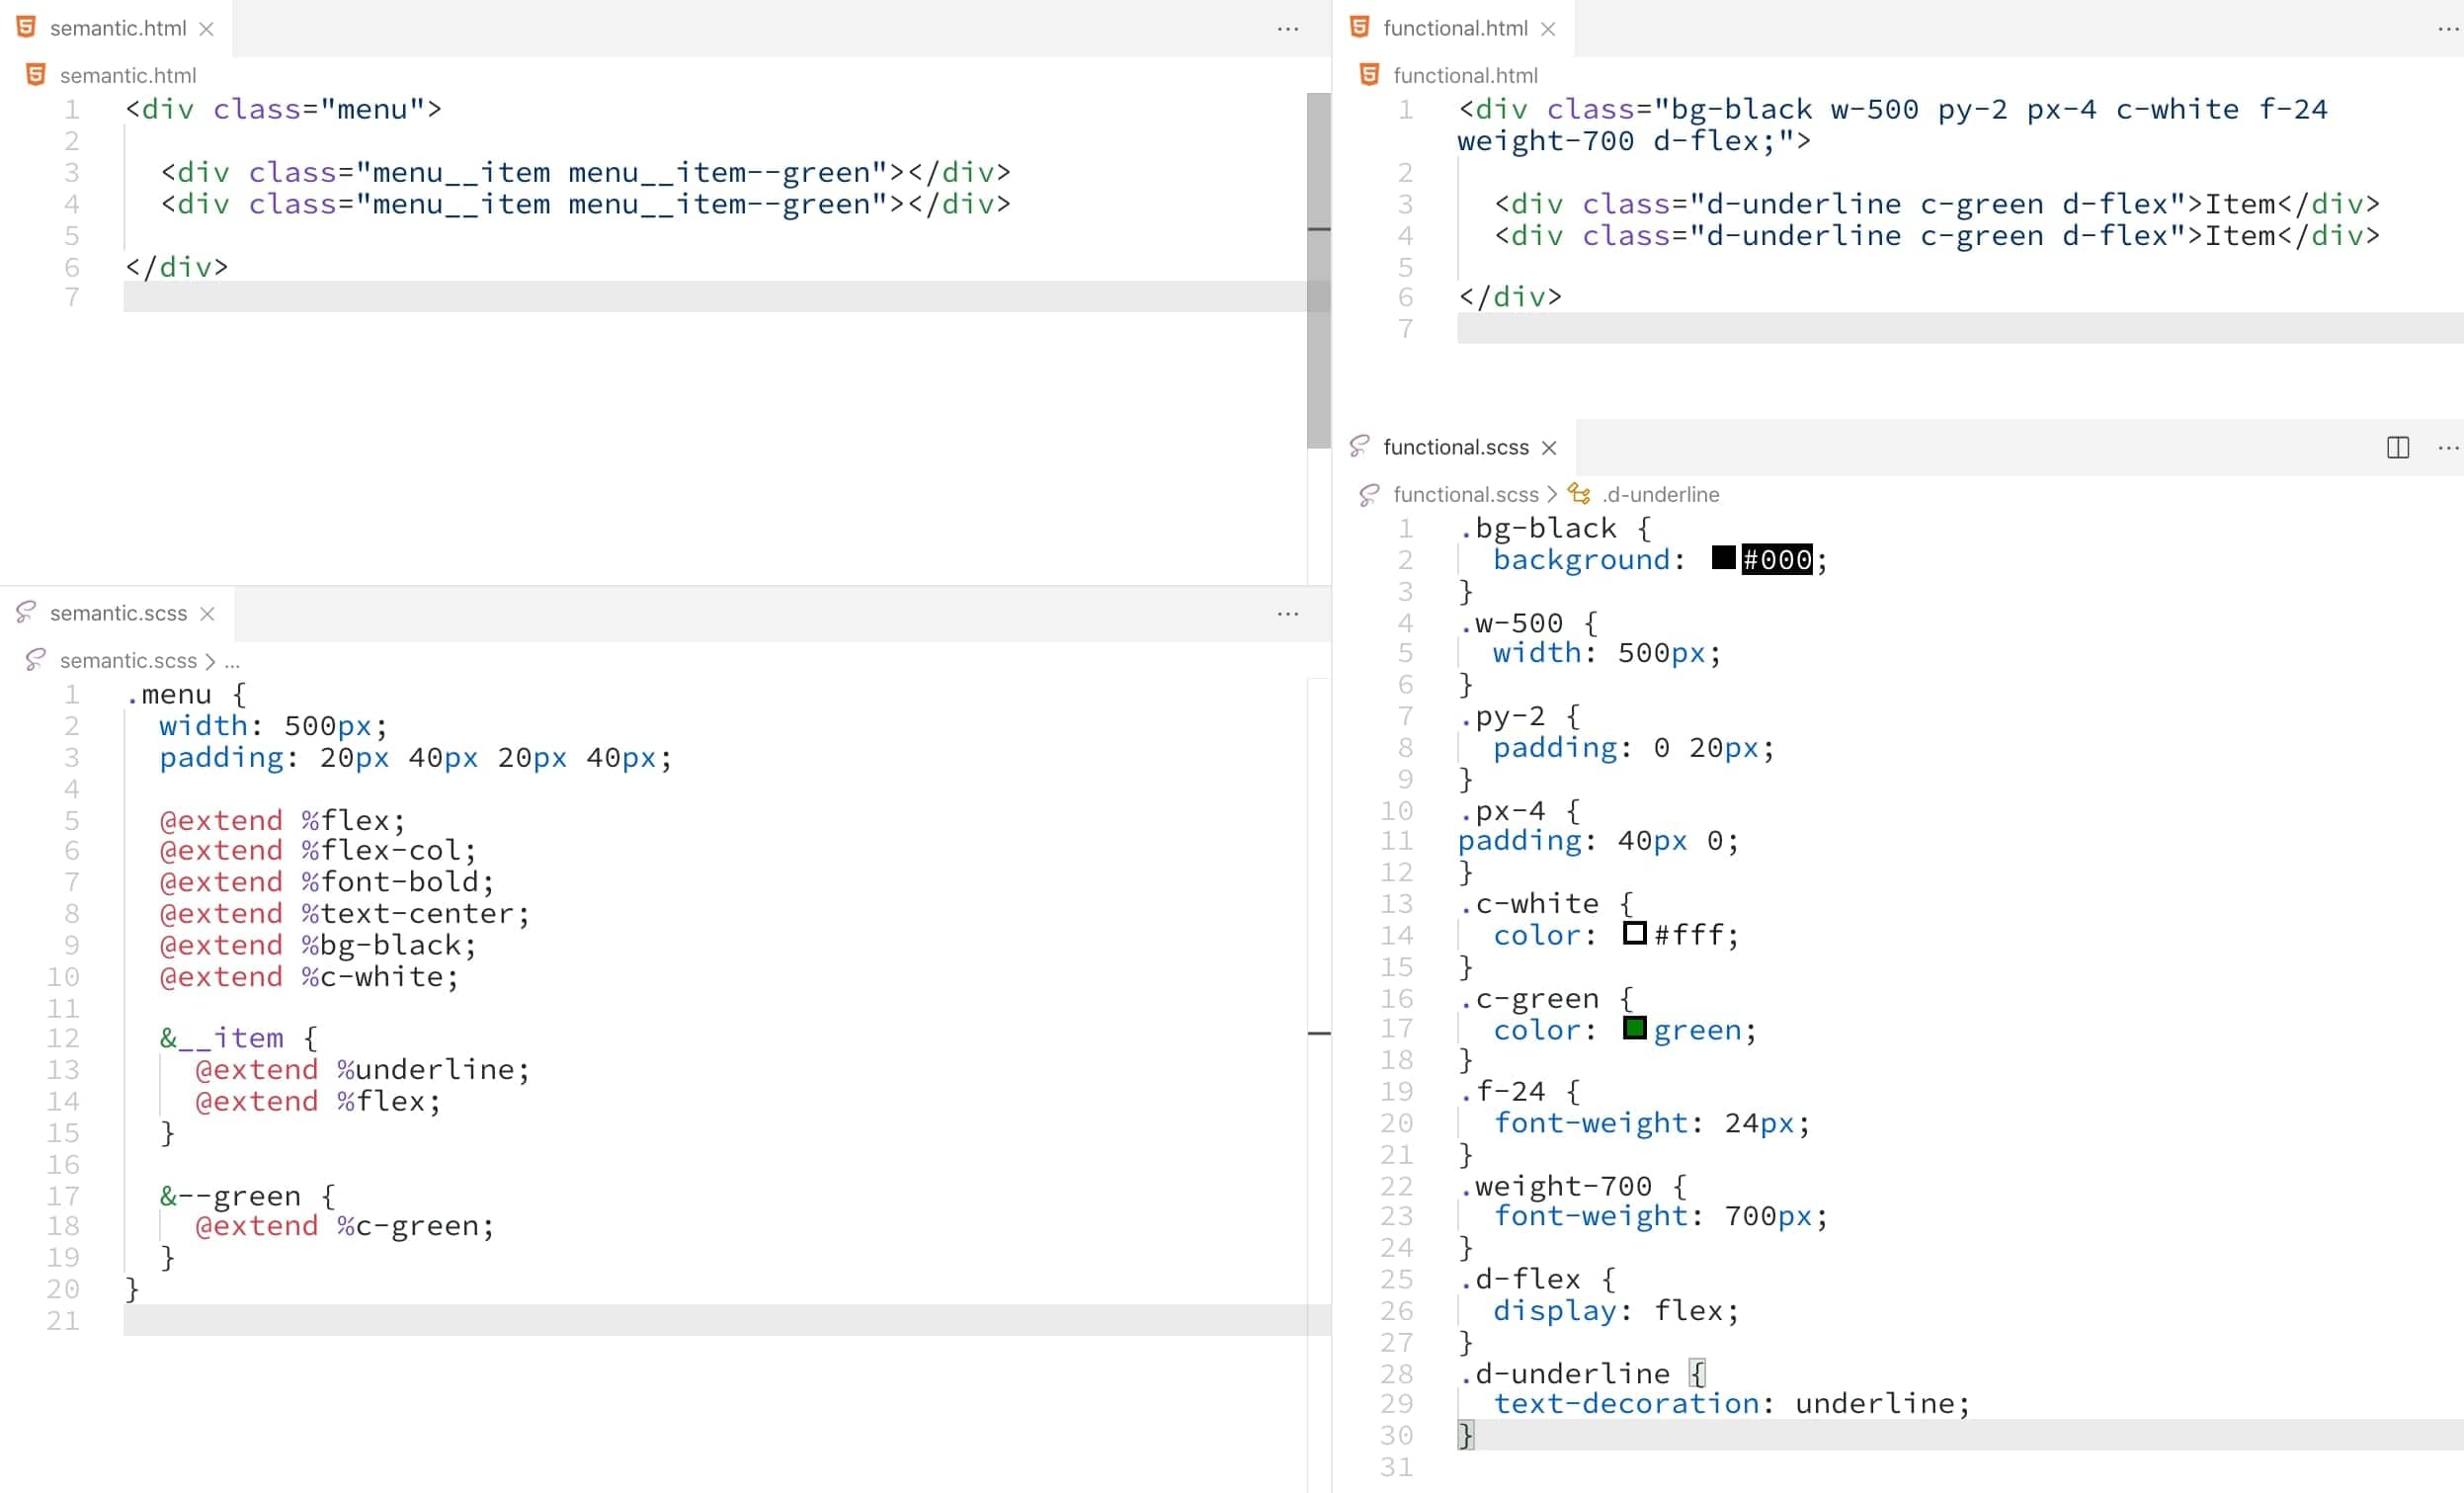 semantic.html
semantic.html
1 <div class="menu">
2
3   <div class="menu__item menu__item--green"></div>
4   <div class="menu__item menu__item--green"></div>
5
6 </div>
7
semantic.scss
semantic.scss > ...
1 .menu {
2   width: 500px;
3   padding: 20px 40px 20px 40px;
4
5   @extend %flex;
6   @extend %flex-col;
7   @extend %font-bold;
8   @extend %text-center;
9   @extend %bg-black;
10   @extend %c-white;
11
12   &__item {
13     @extend %underline;
14     @extend %flex;
15   }
16
17   &--green {
18     @extend %c-green;
19   }
20 }
21
functional.html
functional.html
1 <div class="bg-black w-500 py-2 px-4 c-white f-24
weight-700 d-flex;">
2
3   <div class="d-underline c-green d-flex">Item</div>
4   <div class="d-underline c-green d-flex">Item</div>
5
6 </div>
7
functional.scss
functional.scss > .d-underline
1 .bg-black {
2   background: #000;
3 }
4 .w-500 {
5   width: 500px;
6 }
7 .py-2 {
8   padding: 0 20px;
9 }
10 .px-4 {
11 padding: 40px 0;
12 }
13 .c-white {
14   color: #fff;
15 }
16 .c-green {
17   color: green;
18 }
19 .f-24 {
20   font-weight: 24px;
21 }
22 .weight-700 {
23   font-weight: 700px;
24 }
25 .d-flex {
26   display: flex;
27 }
28 .d-underline {
29   text-decoration: underline;
30 }
31